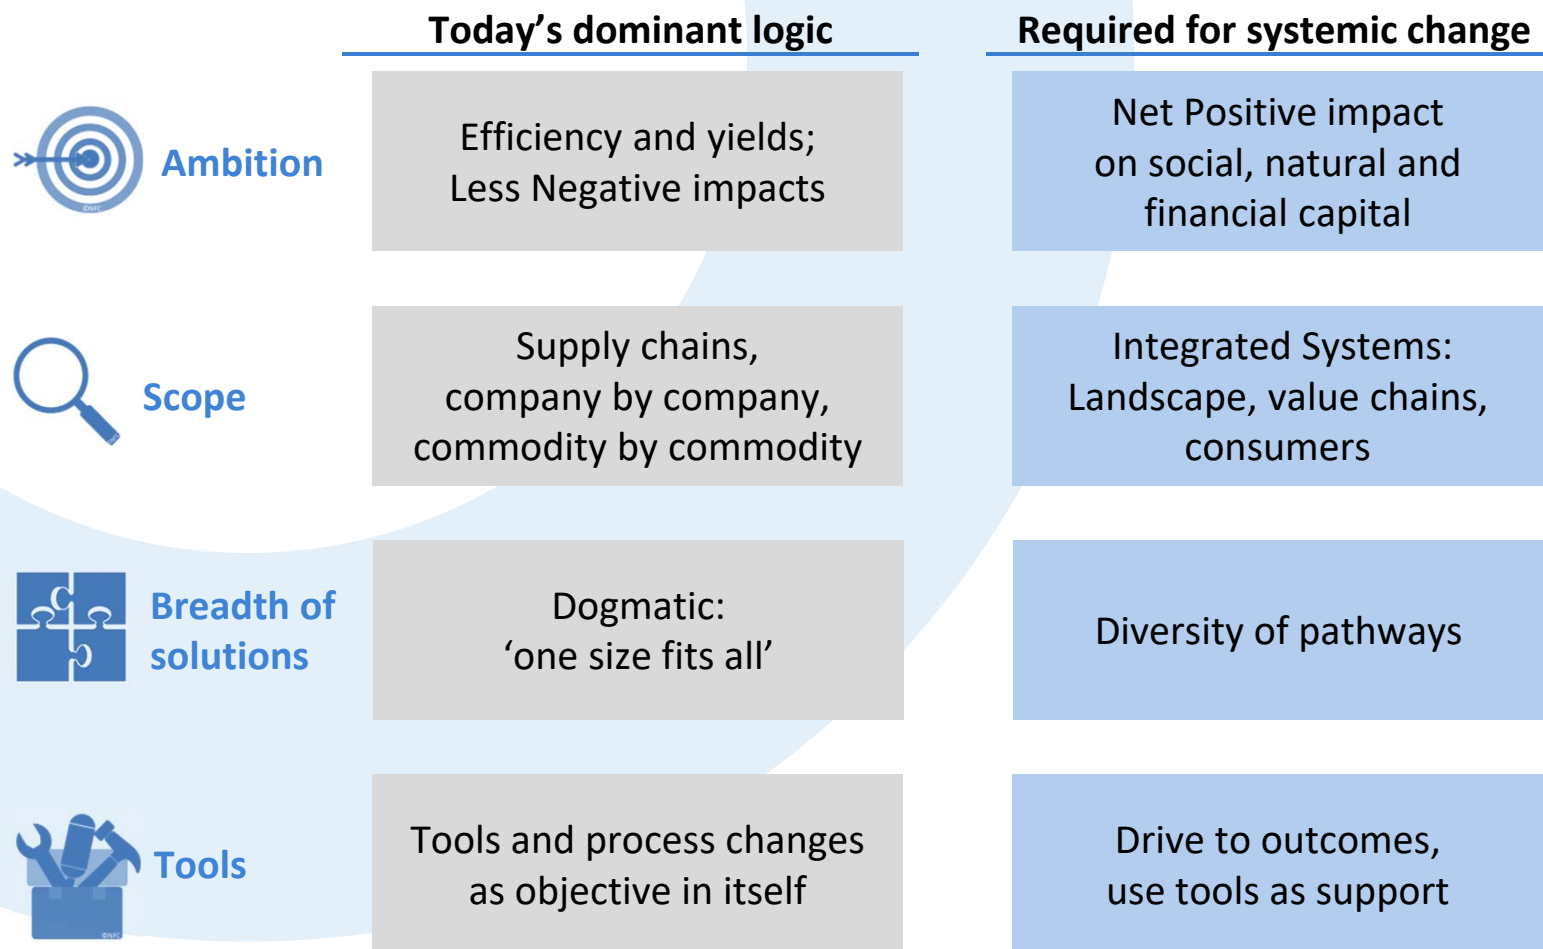 Today’s dominant logic
Required for systemic change
Ambition
Efficiency and yields;
Less Negative impacts
Net Positive impact
on social, natural and
financial capital
Scope
Supply chains,
company by company,
commodity by commodity
Integrated Systems:
Landscape, value chains,
consumers
Breadth of
solutions
Dogmatic:
‘one size fits all’
Diversity of pathways
Tools
Tools and process changes
as objective in itself
Drive to outcomes,
use tools as support
©NFC
©NFC